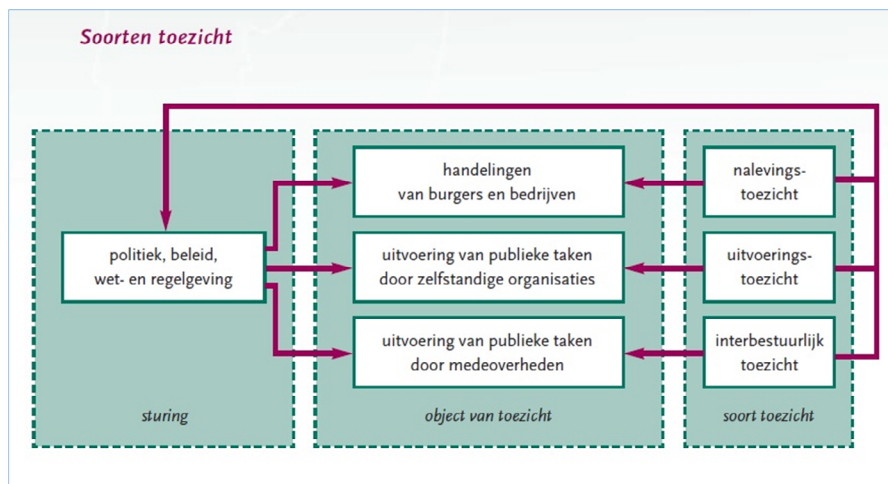 Soorten toezicht
politiek, beleid,
wet- en regelgeving
sturing
handelingen
van burgers en bedrijven
uitvoering van publieke taken
door zelfstandige organisaties
uitvoering van publieke taken
door medeoverheden
object van toezicht
nalevings-
toezicht
uitvoerings-
toezicht
interbestuurlijk
toezicht
soort toezicht